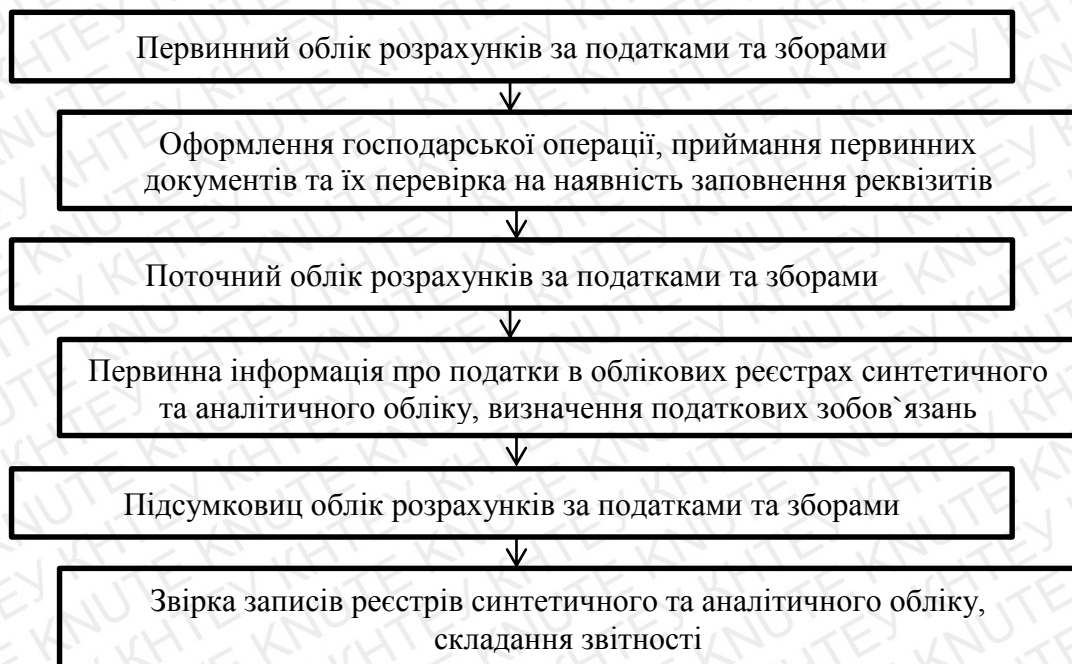 Первинний облік розрахунків за податками та зборами
Оформлення господарської операції, приймання первинних
документів та їх перевірка на наявність заповнення реквізитів
Поточний облік розрахунків за податками та зборами
Первинна інформація про податки в облікових реєстрах синтетичного
та аналітичного обліку, визначення податкових зобов`язань
Підсумковиц облік розрахунків за податками та зборами
Звірка записів реєстрів синтетичного та аналітичного обліку,
складання звітності